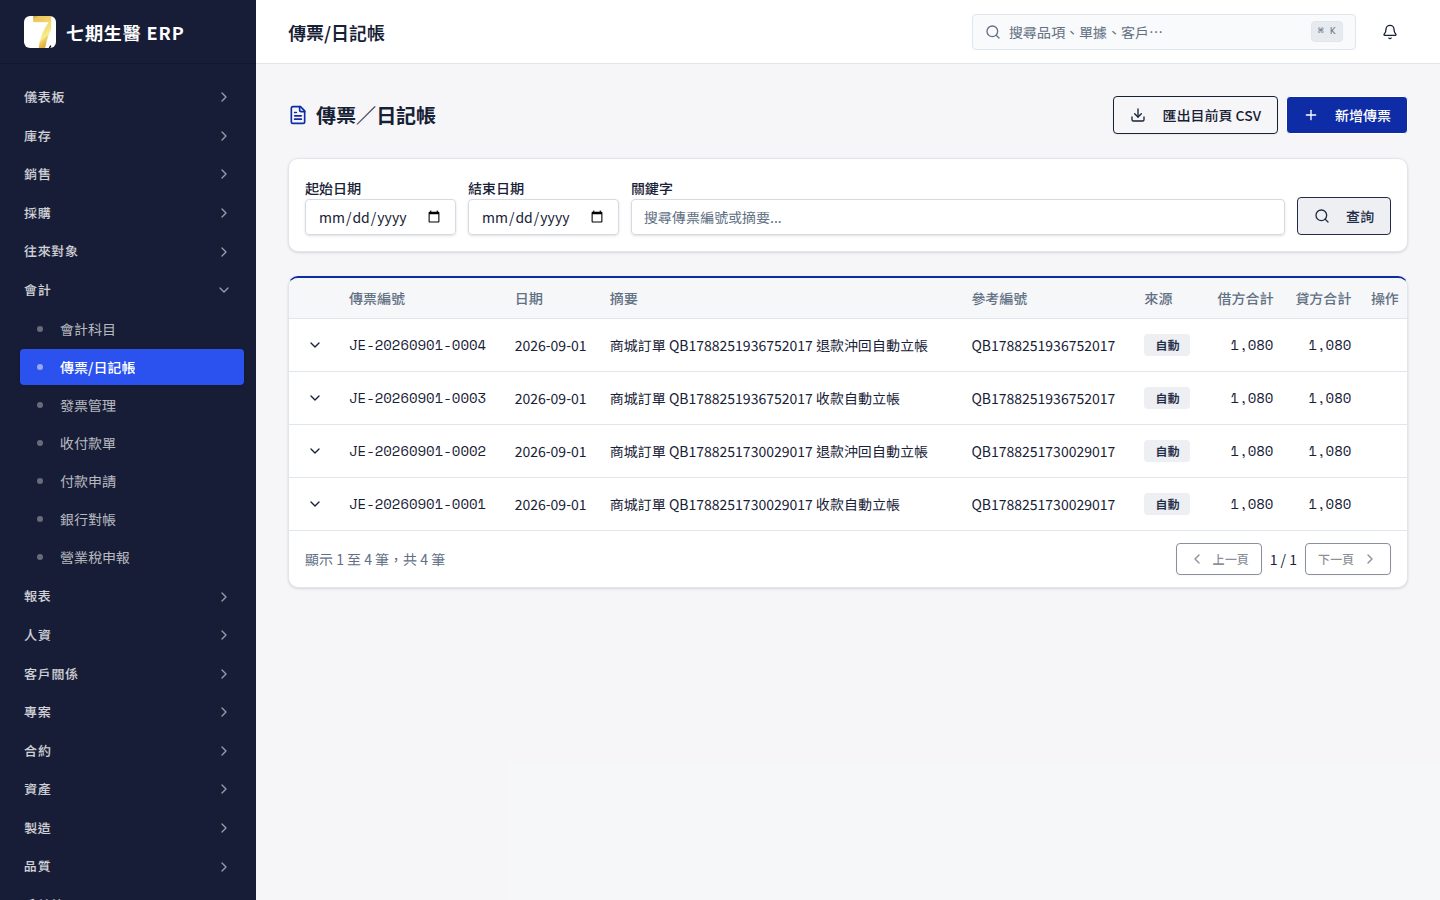 七期生醫 ERP
傳票/日記帳
搜尋品項、單據、客戶…
⌘ K
儀表板
庫存
銷售
採購
往來對象
會計
會計科目
傳票/日記帳
發票管理
收付款單
付款申請
銀行對帳
營業稅申報
報表
人資
客戶關係
專案
合約
資產
製造
品質
傳票／日記帳
匯出目前頁 CSV
新增傳票
起始日期 結束日期 關鍵字
mm/dd/yyyy mm/dd/yyyy 搜尋傳票編號或摘要... 查詢
傳票編號 日期 摘要 參考編號 來源 借方合計 貸方合計 操作
JE-20260901-0004 2026-09-01 商城訂單 QB1788251936752017 退款沖回自動立帳 QB1788251936752017 自動 1,080 1,080
JE-20260901-0003 2026-09-01 商城訂單 QB1788251936752017 收款自動立帳 QB1788251936752017 自動 1,080 1,080
JE-20260901-0002 2026-09-01 商城訂單 QB1788251730029017 退款沖回自動立帳 QB1788251730029017 自動 1,080 1,080
JE-20260901-0001 2026-09-01 商城訂單 QB1788251730029017 收款自動立帳 QB1788251730029017 自動 1,080 1,080
顯示 1 至 4 筆，共 4 筆 上一頁 1 / 1 下一頁